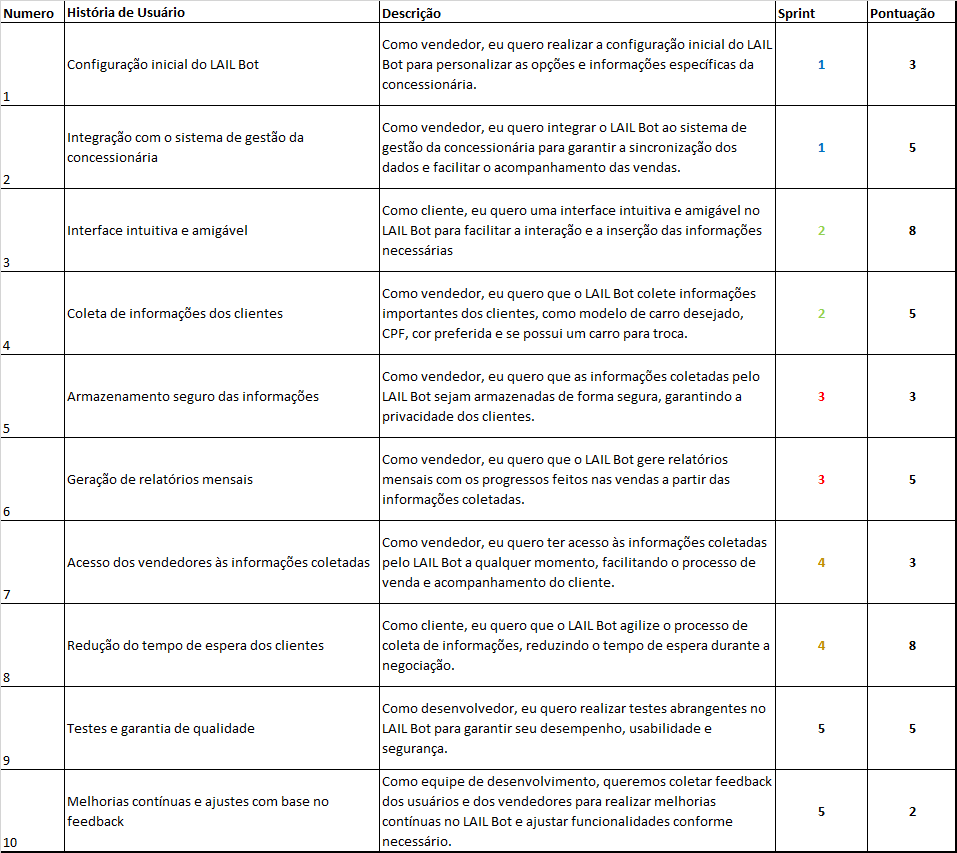 Numero História de Usuário Descrição Sprint Pontuação
Como vendedor, eu quero realizar a configuração inicial do LAIL
Configuração inicial do LAIL Bot Bot para personalizar as opções e informações específicas da 1 3
concessionária.
1
Como vendedor, eu quero integrar o LAIL Bot ao sistema de
Integração com o sistema de gestão da
gestão da concessionária para garantir a sincronização dos 1 5
concessionária
dados e facilitar o acompanhamento das vendas.
2
Como cliente, eu quero uma interface intuitiva e amigável no
Interface intuitiva e amigável LAIL Bot para facilitar a interação e a inserção das informações 2 8
necessárias
3
Como vendedor, eu quero que o LAIL Bot colete informações
Coleta de informações dos clientes importantes dos clientes, como modelo de carro desejado, 2 5
CPF, cor preferida e se possui um carro para troca.
4
Como vendedor, eu quero que as informações coletadas pelo
Armazenamento seguro das informações LAIL Bot sejam armazenadas de forma segura, garantindo a 3 3
privacidade dos clientes.
5
Como vendedor, eu quero que o LAIL Bot gere relatórios
Geração de relatórios mensais mensais com os progressos feitos nas vendas a partir das 3 5
informações coletadas.
6
Como vendedor, eu quero ter acesso às informações coletadas
Acesso dos vendedores às informações coletadas pelo LAIL Bot a qualquer momento, facilitando o processo de 4 3
venda e acompanhamento do cliente.
7
Como cliente, eu quero que o LAIL Bot agilize o processo de
Redução do tempo de espera dos clientes coleta de informações, reduzindo o tempo de espera durante a 4 8
negociação.
8
Como desenvolvedor, eu quero realizar testes abrangentes no
Testes e garantia de qualidade LAIL Bot para garantir seu desempenho, usabilidade e 5 5
segurança.
9
Como equipe de desenvolvimento, queremos coletar feedback
Melhorias contínuas e ajustes com base no dos usuários e dos vendedores para realizar melhorias
feedback contínuas no LAIL Bot e ajustar funcionalidades conforme 5 2
necessário.
10